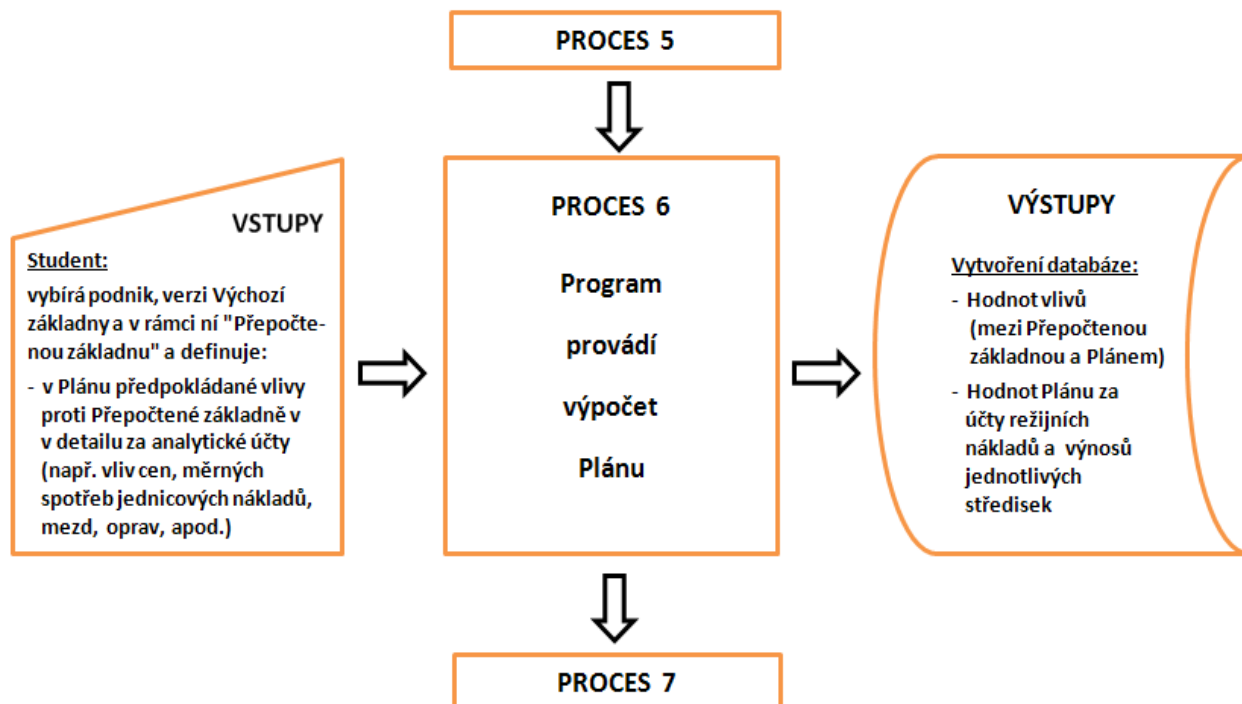 PROCES 5
VSTUPY
Student:
vybírá podnik, verzi Výchozí
základny a v rámci ní "Přepočte-
nou základnu" a definuje:
- v Plánu předpokládané vlivy
proti Přepočtené základně v
v detailu za analytické účty
(např. vliv cen, měrných
spotřeb jednicových nákladů,
mezd, oprav, apod.)
PROCES 6
Program
provádí
výpočet
Plánu
VÝSTUPY
Vytvoření databáze:
- Hodnot vlivů
(mezi Přepočtenou
základnou a Plánem)
- Hodnot Plánu za
účty režijních
nákladů a výnosů
jednotlivých
středisek
PROCES 7